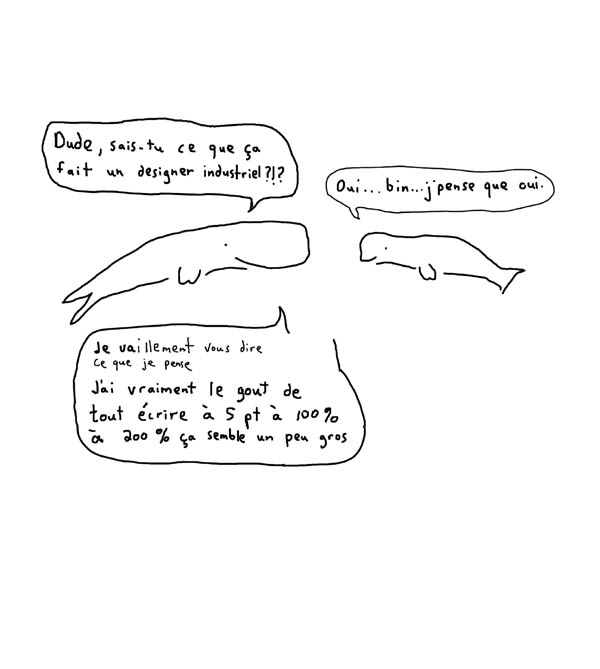 Dude, sais-tu ce que ça
fait un designer industriel?!?
Oui... bin... j'pense que oui.
Je vaillement vous dire
ce que je pense
J'ai vraiment le gout de
tout écrire à 5 pt à 100%
à 200% ça semble un peu gros